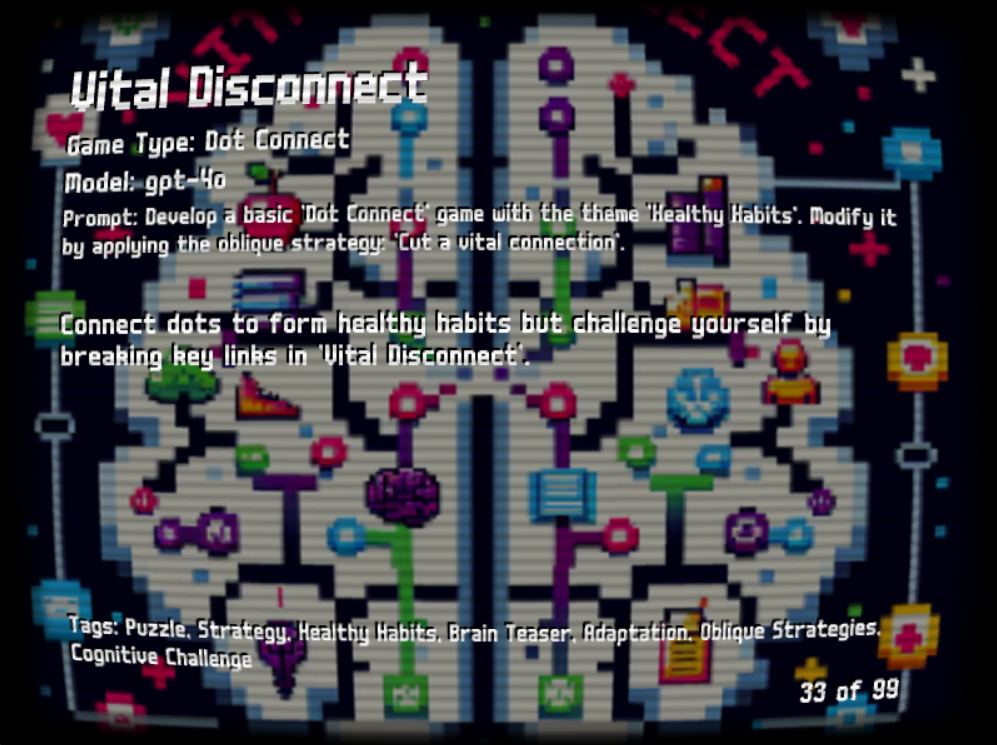 Vital Disconnect
Game Type: Dot Connect
Model: gpt-4o
Prompt: Develop a basic 'Dot Connect' game with the theme 'Healthy Habits'. Modify it
by applying the oblique strategy: 'Cut a vital connection'.
Connect dots to form healthy habits but challenge yourself by
breaking key links in 'Vital Disconnect'.
Tags: Puzzle, Strategy, Healthy Habits, Brain Teaser, Adaptation, Oblique Strategies,
Cognitive Challenge
33 of 99